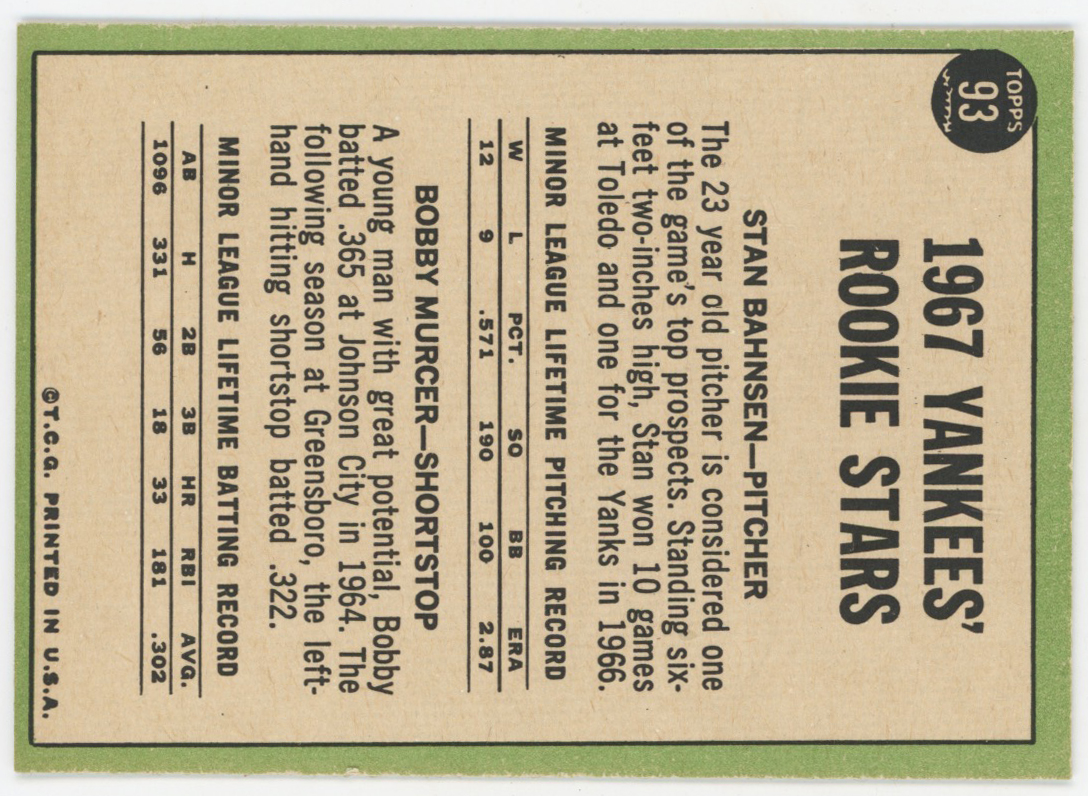 TOPPS
93
1967 YANKEES'
ROOKIE STARS
STAN BAHNSEN—PITCHER
The 23 year old pitcher is considered one
of the game's top prospects. Standing six-
feet two-inches high, Stan won 10 games
at Toledo and one for the Yanks in 1966.
MINOR LEAGUE LIFETIME PITCHING RECORD
W L PCT. SO BB ERA
12 9 .571 190 100 2.87
BOBBY MURCER—SHORTSTOP
A young man with great potential, Bobby
batted .365 at Johnson City in 1964. The
following season at Greensboro, the left-
hand hitting shortstop batted .322.
MINOR LEAGUE LIFETIME BATTING RECORD
AB H 2B 3B HR RBI AVG.
1096 331 56 18 33 181 .302
©T.C.G. PRINTED IN U.S.A.